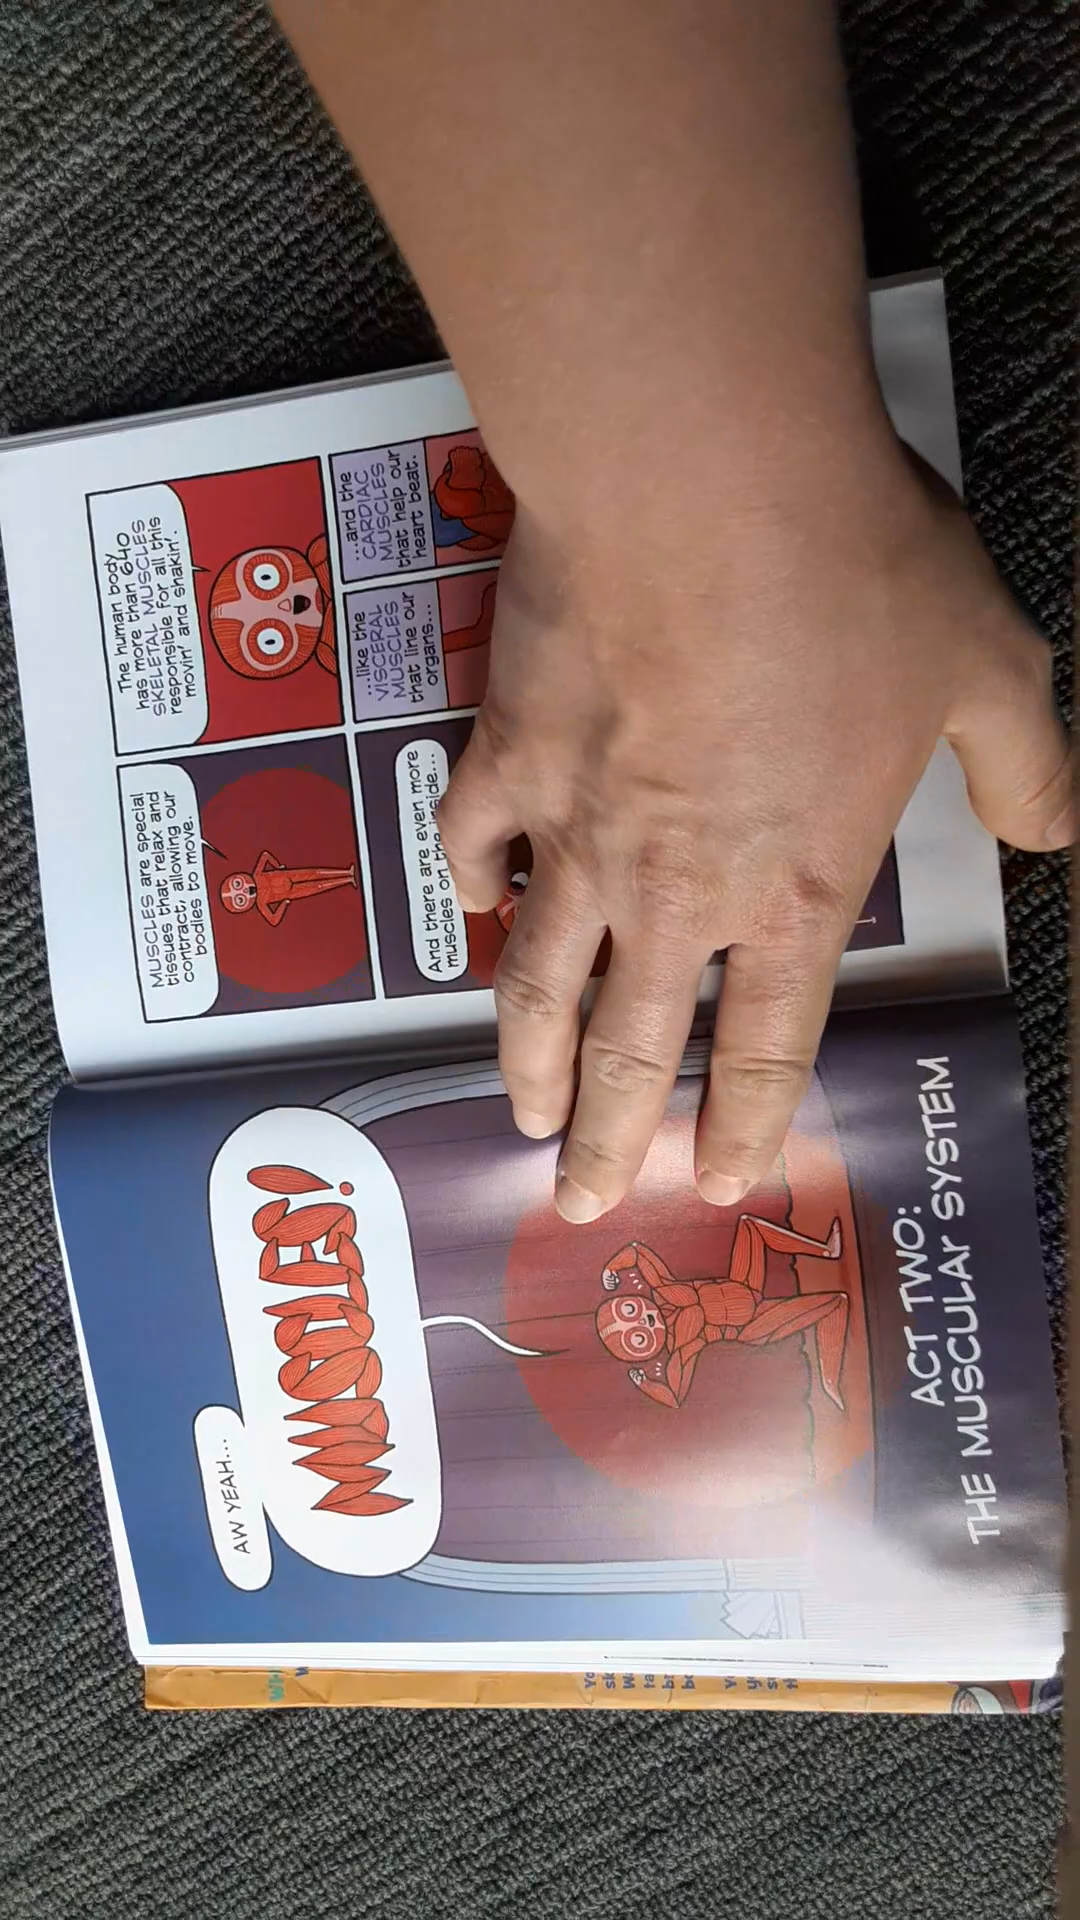 AW YEAH...
MUSCLES!
ACT TWO:
THE MUSCULAr SYSTEM
MUSCLES are special
tissues that relax and
contract, allowing our
bodies to move.
The human body
has more than 640
SKELETAL MUSCLES
responsible for all this
movin' and shakin'.
And there are even more
muscles on the inside...
...like the
VISCERAL
MUSCLES
that line our
organs...
...and the
CARDIAC
MUSCLES
that help our
heart beat.